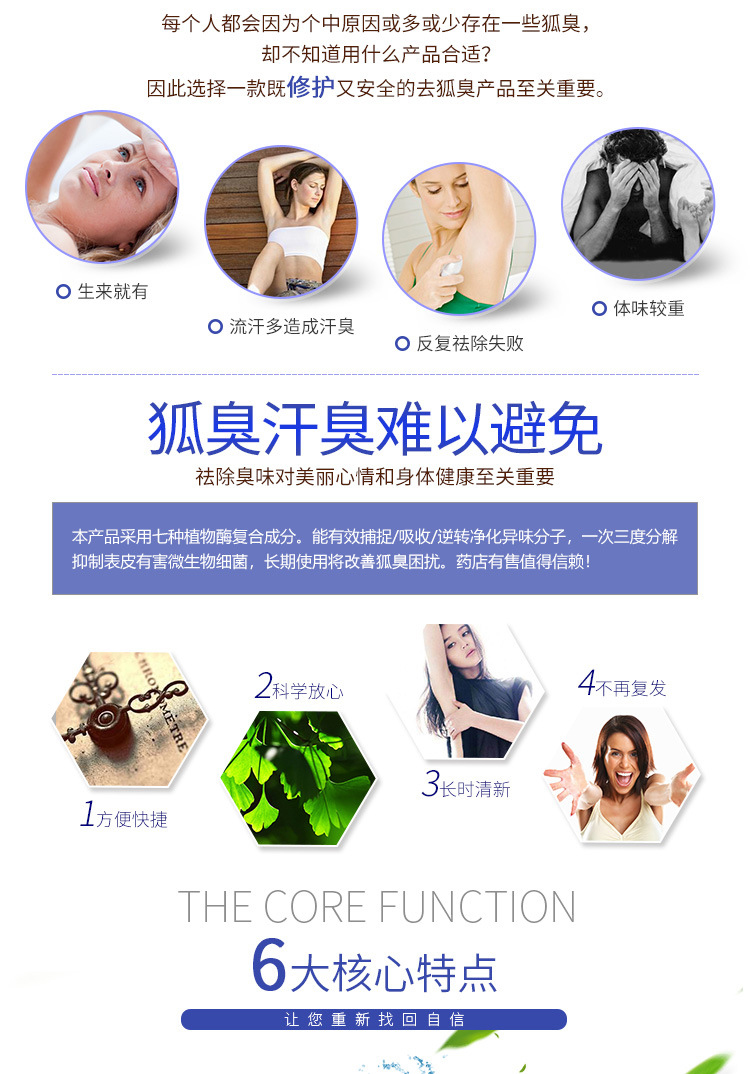 每个人都会因为个中原因或多或少存在一些狐臭，
却不知道用什么产品合适？
因此选择一款既修护又安全的去狐臭产品至关重要。
生来就有
流汗多造成汗臭
反复祛除失败
体味较重
狐臭汗臭难以避免
祛除臭味对美丽心情和身体健康至关重要
本产品采用七种植物酶复合成分。能有效捕捉/吸收/逆转净化异味分子，一次三度分解
抑制表皮有害微生物细菌，长期使用将改善狐臭困扰。药店有售值得信赖！
CHRONOMETRE
1方便快捷
2科学放心
3长时清新
4不再复发
THE CORE FUNCTION
6大核心特点
让您重新找回自信